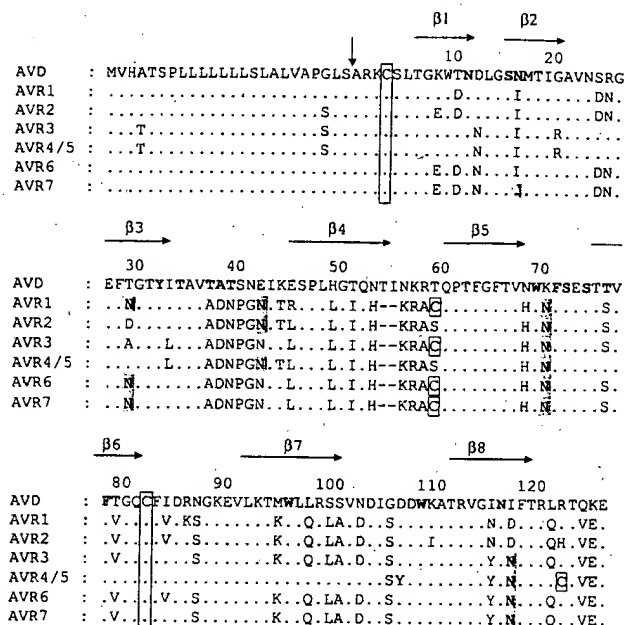 β1 β2
10 20
AVD : MVHATSPLLLLLLLSLALVAPGLSARKCSLTGKWTNDLGSNMTIGAVNSRG
AVR1 : ..................................D.....I.......DN.
AVR2 : .....................S..........E.D.....I.......DN.
AVR3 : ...T................................N...I...R......
AVR4/5 : ...T.................S..............N...I...R......
AVR6 : ................................E.D.N...I.......DN.
AVR7 : ................................E.D.N...I.......DN.
β3 β4 β5
30 40 50 60 70
AVD : EFTGTYITAVTATSNEIKESPLHGTQNTINKRTQPTFGFTVNWKFSESTTV
AVR1 : ..N.......ADNPGN.TR...L.I.H--KRAC........H.N.....S.
AVR2 : ..D.......ADNPGN.TL...L.I.H--KRAS........H.N.....S.
AVR3 : ..A...L...ADNPGN..L...L.I.H--KRAC........H.N.....S.
AVR4/5 : ......L...ADNPGN.TL...L.I.H--KRAS........H.N.....S.
AVR6 : ..N.......ADNPGN..L...L.I.H--KRAC........H.N.....S.
AVR7 : ..N.......ADNPGN..L...L.I.H--KRAC........H.N.....S.
β6 β7 β8
80 90 100 110 120
AVD : FTGQCFIDRNGKEVLKTMWLLRSSVNDIGDDWKATRVGINIFTRLRTQKE
AVR1 : .V....V.KS.......K..Q.LA.D..S.........N.D...Q..VE.
AVR2 : .V....V..S.......K..Q.LA.D..S...I.....N.D...QH.VE.
AVR3 : .V.......S.......K..Q.LA.D..S.........Y.N...Q..VE.
AVR4/5 : ............................SY........Y.N....C.VE.
AVR6 : .V....V..S.......K..Q.LA.D..S.........Y.N...Q..VE.
AVR7 : .V.......S.......K..Q.LA.D..S.........Y.N...Q..VE.